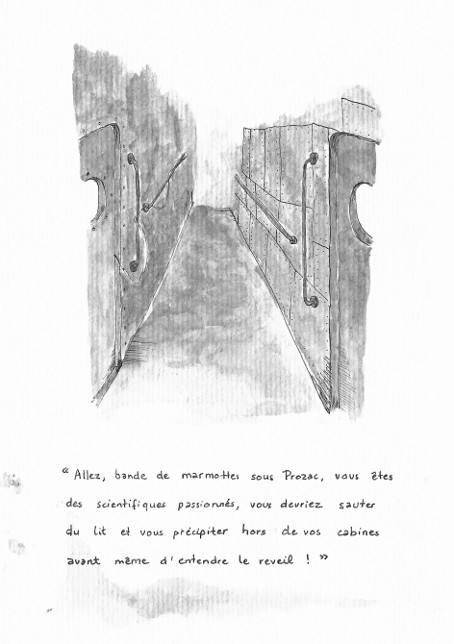 “ Allez, bande de marmottes sous Prozac, vous êtes
des scientifiques passionnés, vous devriez sauter
du lit et vous précipiter hors de vos cabines
avant même d'entendre le reveil ! ”